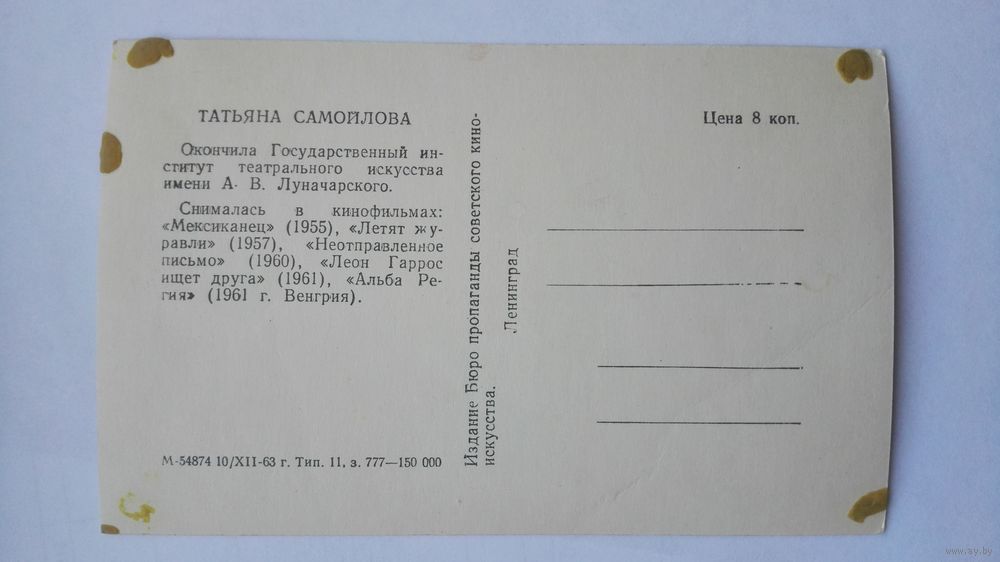 ТАТЬЯНА САМОЙЛОВА
Окончила Государственный ин-
ститут театрального искусства
имени А. В. Луначарского.
Снималась в кинофильмах:
«Мексиканец» (1955), «Летят жу-
равли» (1957), «Неотправленное
письмо» (1960), «Леон Гаррос
ищет друга» (1961), «Альба Ре-
гия» (1961 г. Венгрия).
М-54874 10/XII-63 г. Тип. 11, з. 777—150 000
Издание Бюро пропаганды советского кино-
искусства.
Ленинград
Цена 8 коп.
www.ay.by